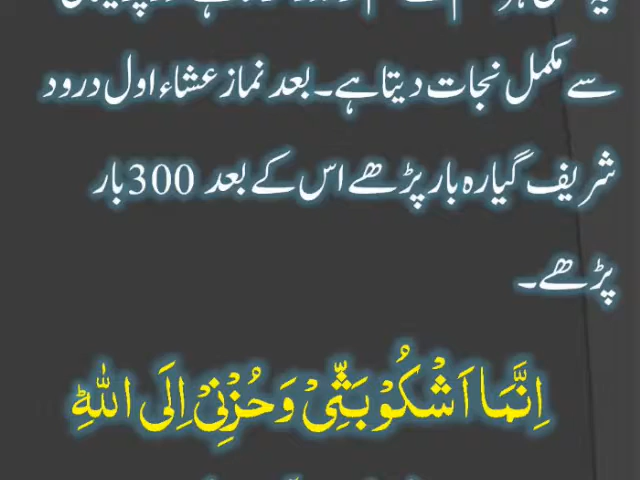 سے مکمل نجات دیتا ہے۔ بعد نماز عشاء اول درود
شریف گیارہ بار پڑھے اس کے بعد 300 بار
پڑھے۔
اِنَّمَا اَشْكُوْ بَثِّیْ وَ حُزْنِیْۤ اِلَی اللّٰهِ